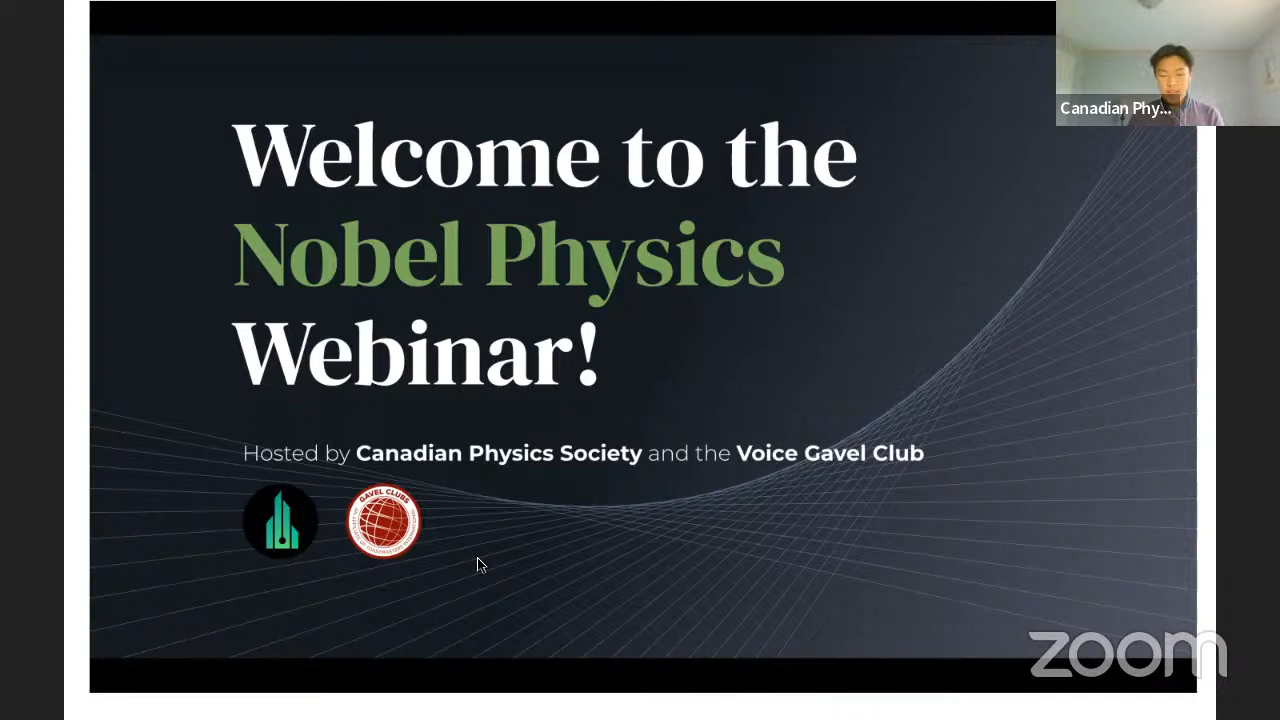 Welcome to the
Nobel Physics
Webinar!
Hosted by Canadian Physics Society and the Voice Gavel Club
GAVEL CLUBS
Canadian Phy...
zoom